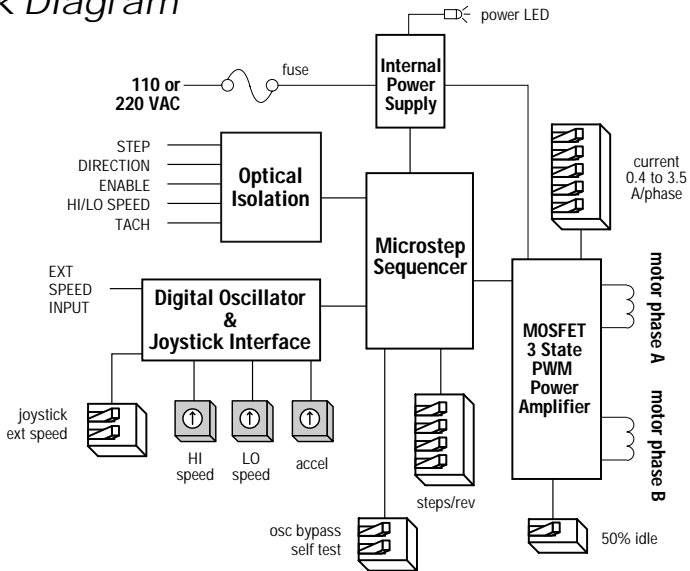 k Diagram
power LED
Internal
Power
Supply
fuse
110 or
220 VAC
STEP
DIRECTION
ENABLE
HI/LO SPEED
TACH
Optical
Isolation
current
0.4 to 3.5
A/phase
Microstep
Sequencer
EXT
SPEED
INPUT
Digital Oscillator
&
Joystick Interface
MOSFET
3 State
PWM
Power
Amplifier
motor phase A
motor phase B
joystick
ext speed
HI
speed
LO
speed
accel
steps/rev
osc bypass
self test
50% idle